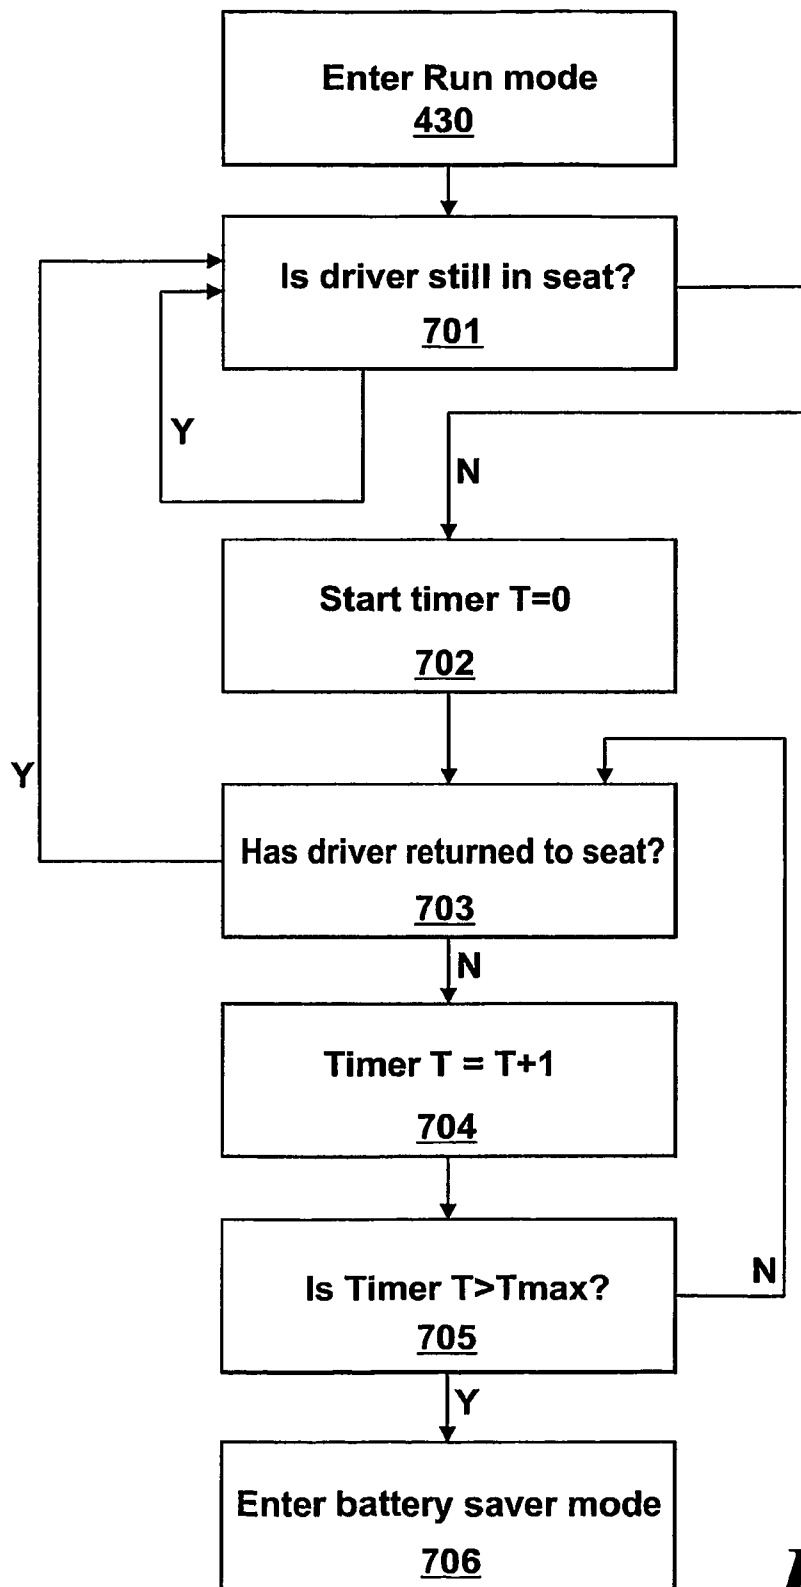 Enter Run mode
430
Is driver still in seat?
701
Y
N
Start timer T=0
702
Y
Has driver returned to seat?
703
N
Timer T = T+1
704
Is Timer T>Tmax?
705
N
Y
Enter battery saver mode
706